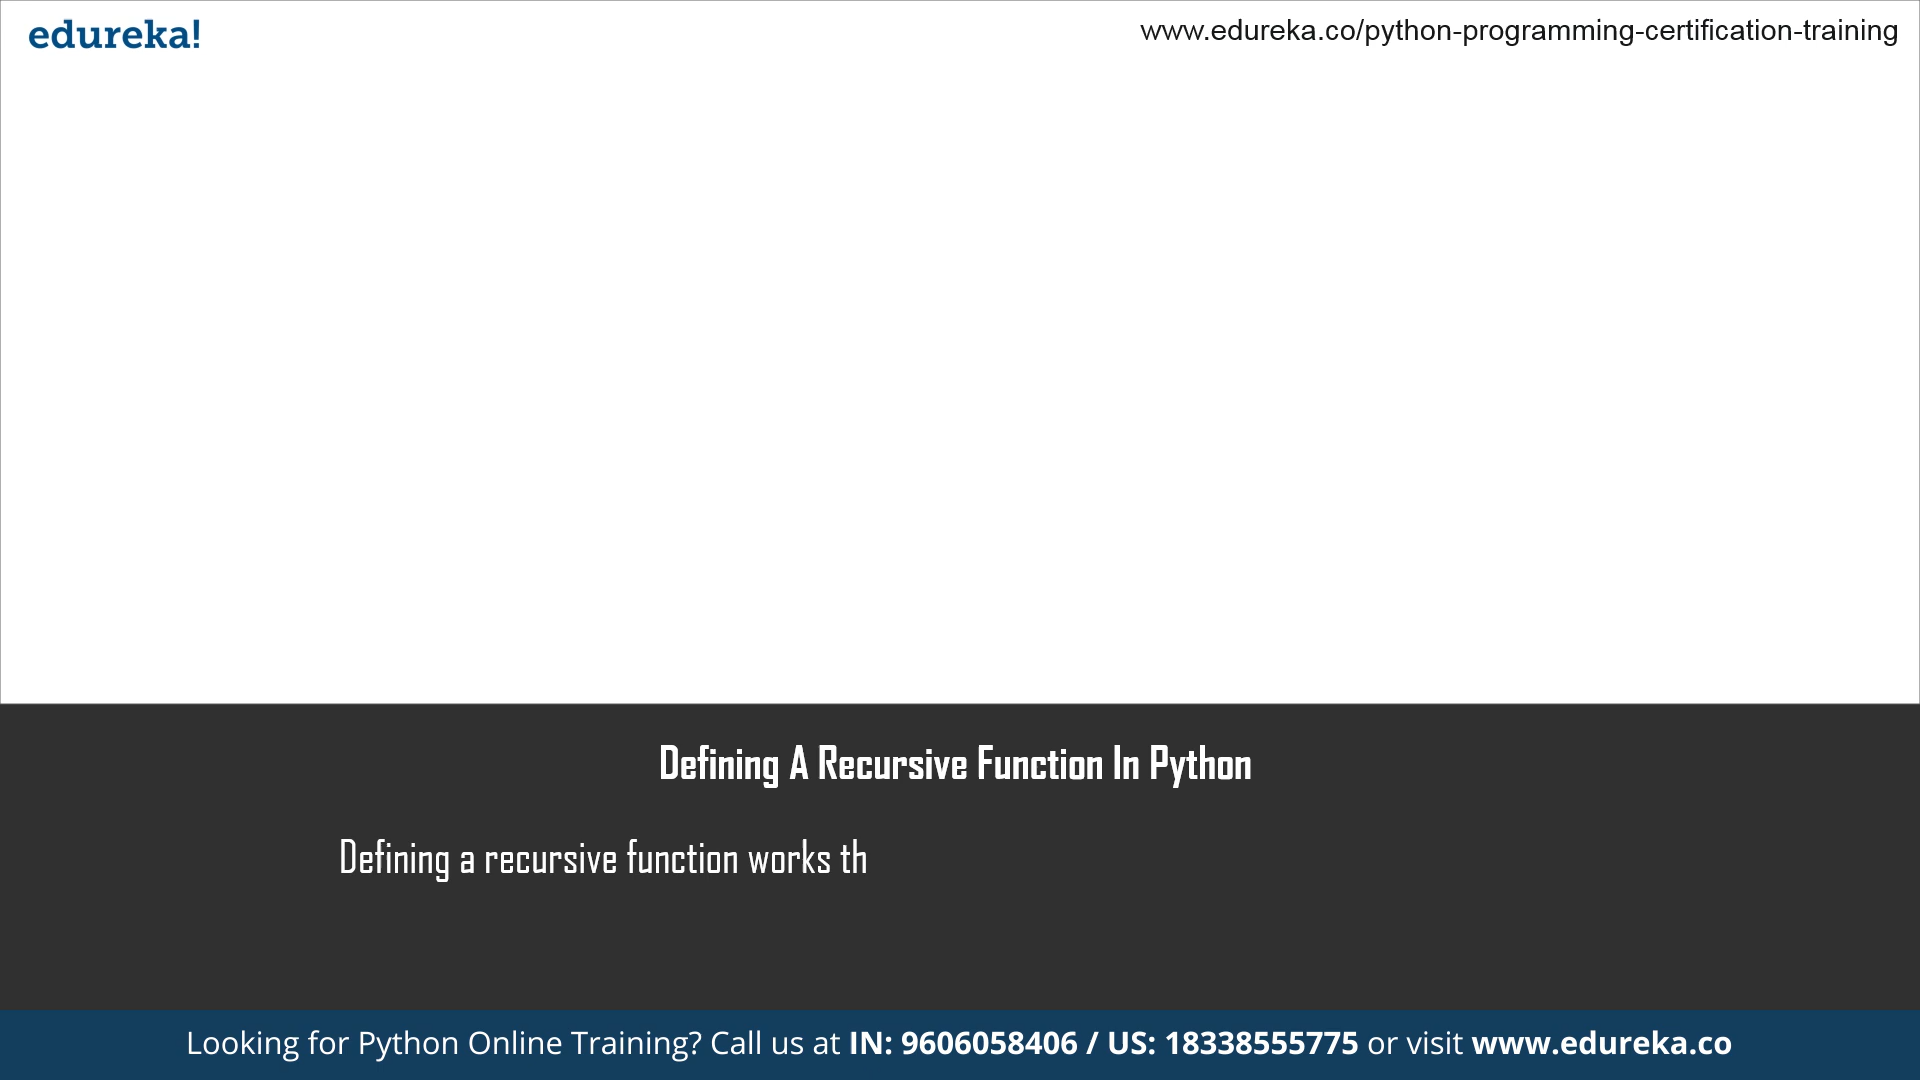 edureka!
www.edureka.co/python-programming-certification-training
Defining A Recursive Function In Python
Defining a recursive function works th
Looking for Python Online Training? Call us at IN: 9606058406 / US: 18338555775 or visit www.edureka.co